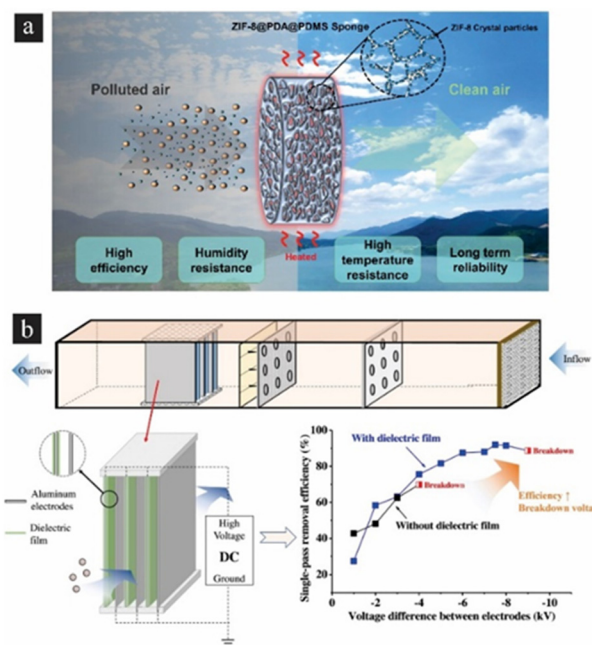 a
ZIF-8@PDA@PDMS Sponge
ZIF-8 Crystal particles
Polluted air
Clean air
Heated
High
efficiency
Humidity
resistance
High
temperature
resistance
Long term
reliability
b
Outflow
Inflow
Aluminum
electrodes
Dielectric
film
High
Voltage
DC
Ground
Single-pass removal efficiency (%)
100
80
60
40
20
With dielectric film
Breakdown
Breakdown
Without dielectric film
Efficiency ↑
Breakdown volta
0 -2 -4 -6 -8 -10
Voltage difference between electrodes (kV)